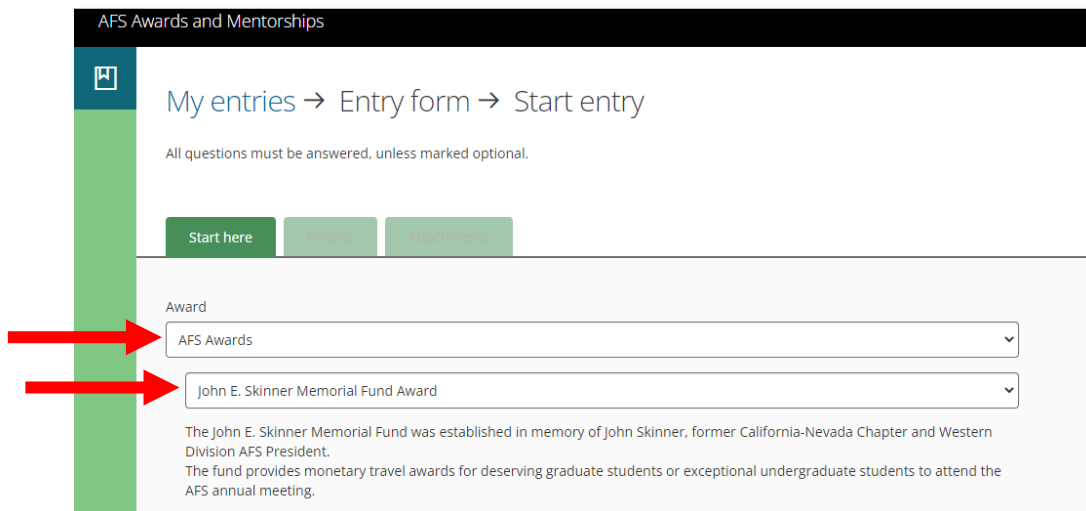 AFS Awards and Mentorships
My entries → Entry form → Start entry
All questions must be answered, unless marked optional.
Start here
Criteria
Attachments
Award
AFS Awards
John E. Skinner Memorial Fund Award
The John E. Skinner Memorial Fund was established in memory of John Skinner, former California-Nevada Chapter and Western
Division AFS President.
The fund provides monetary travel awards for deserving graduate students or exceptional undergraduate students to attend the
AFS annual meeting.